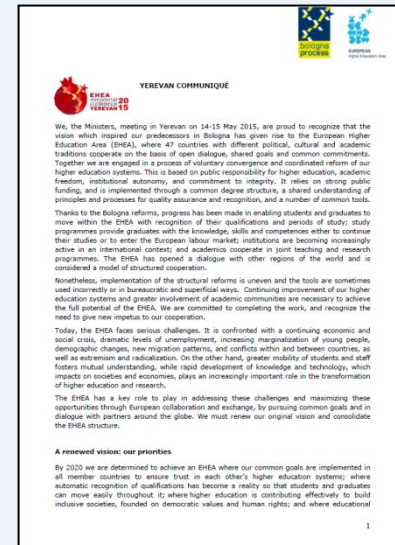 bologna
process
EUROPEAN
Higher Education Area
EHEA
ministerial
conference
YEREVAN
2015
YEREVAN COMMUNIQUÉ
We, the Ministers, meeting in Yerevan on 14-15 May 2015, are proud to recognize that the
vision which inspired our predecessors in Bologna has given rise to the European Higher
Education Area (EHEA), where 47 countries with different political, cultural and academic
traditions cooperate on the basis of open dialogue, shared goals and common commitments.
Together we are engaged in a process of voluntary convergence and coordinated reform of our
higher education systems. This is based on public responsibility for higher education, academic
freedom, institutional autonomy, and commitment to integrity. It relies on strong public
funding, and is implemented through a common degree structure, a shared understanding of
principles and processes for quality assurance and recognition, and a number of common tools.
Thanks to the Bologna reforms, progress has been made in enabling students and graduates to
move within the EHEA with recognition of their qualifications and periods of study; study
programmes provide graduates with the knowledge, skills and competences either to continue
their studies or to enter the European labour market; institutions are becoming increasingly
active in an international context; and academics cooperate in joint teaching and research
programmes. The EHEA has opened a dialogue with other regions of the world and is
considered a model of structured cooperation.
Nonetheless, implementation of the structural reforms is uneven and the tools are sometimes
used incorrectly or in bureaucratic and superficial ways. Continuing improvement of our higher
education systems and greater involvement of academic communities are necessary to achieve
the full potential of the EHEA. We are committed to completing the work, and recognize the
need to give new impetus to our cooperation.
Today, the EHEA faces serious challenges. It is confronted with a continuing economic and
social crisis, dramatic levels of unemployment, increasing marginalization of young people,
demographic changes, new migration patterns, and conflicts within and between countries, as
well as extremism and radicalization. On the other hand, greater mobility of students and staff
fosters mutual understanding, while rapid development of knowledge and technology, which
impacts on societies and economies, plays an increasingly important role in the transformation
of higher education and research.
The EHEA has a key role to play in addressing these challenges and maximizing these
opportunities through European collaboration and exchange, by pursuing common goals and in
dialogue with partners around the globe. We must renew our original vision and consolidate
the EHEA structure.
A renewed vision: our priorities
By 2020 we are determined to achieve an EHEA where our common goals are implemented in
all member countries to ensure trust in each other's higher education systems; where
automatic recognition of qualifications has become a reality so that students and graduates
can move easily throughout it; where higher education is contributing effectively to build
inclusive societies, founded on democratic values and human rights; and where educational
1